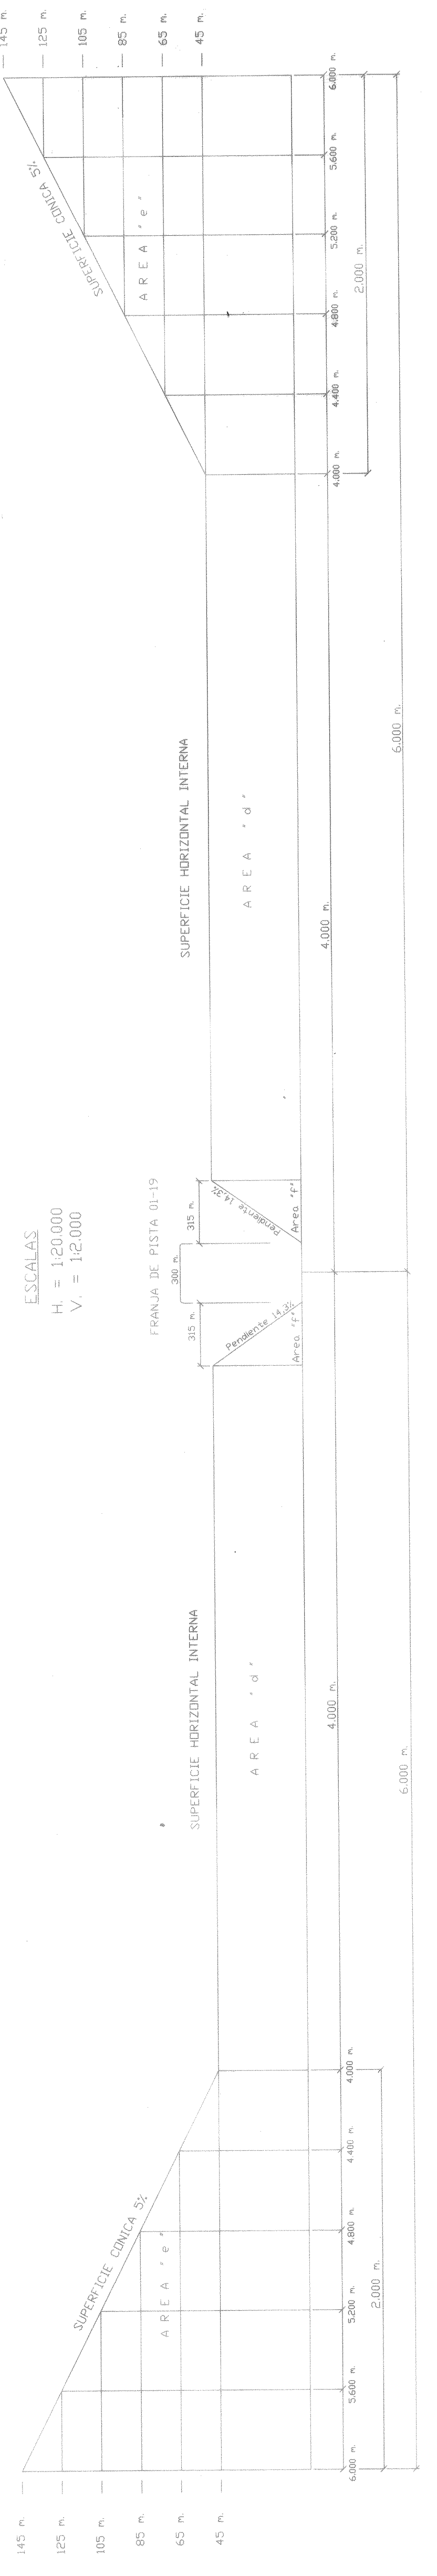 ESCALAS
H. = 1:20.000
V. = 1:2.000
FRANJA DE PISTA 01-19
145 m.
125 m.
105 m.
85 m.
65 m.
45 m.
SUPERFICIE CONICA 5%
A R E A "e"
SUPERFICIE HORIZONTAL INTERNA
A R E A "d"
315 m.
300 m.
315 m.
Pendiente 14,3%
Area "f"
Pendiente 14,3%
Area "f"
SUPERFICIE HORIZONTAL INTERNA
A R E A "d"
SUPERFICIE CONICA 5%
A R E A "e"
145 m.
125 m.
105 m.
85 m.
65 m.
45 m.
6.000 m.
5.600 m.
5.200 m.
4.800 m.
4.400 m.
4.000 m.
4.000 m.
4.000 m.
4.000 m.
4.400 m.
4.800 m.
5.200 m.
5.600 m.
6.000 m.
2.000 m.
2.000 m.
6.000 m.
6.000 m.